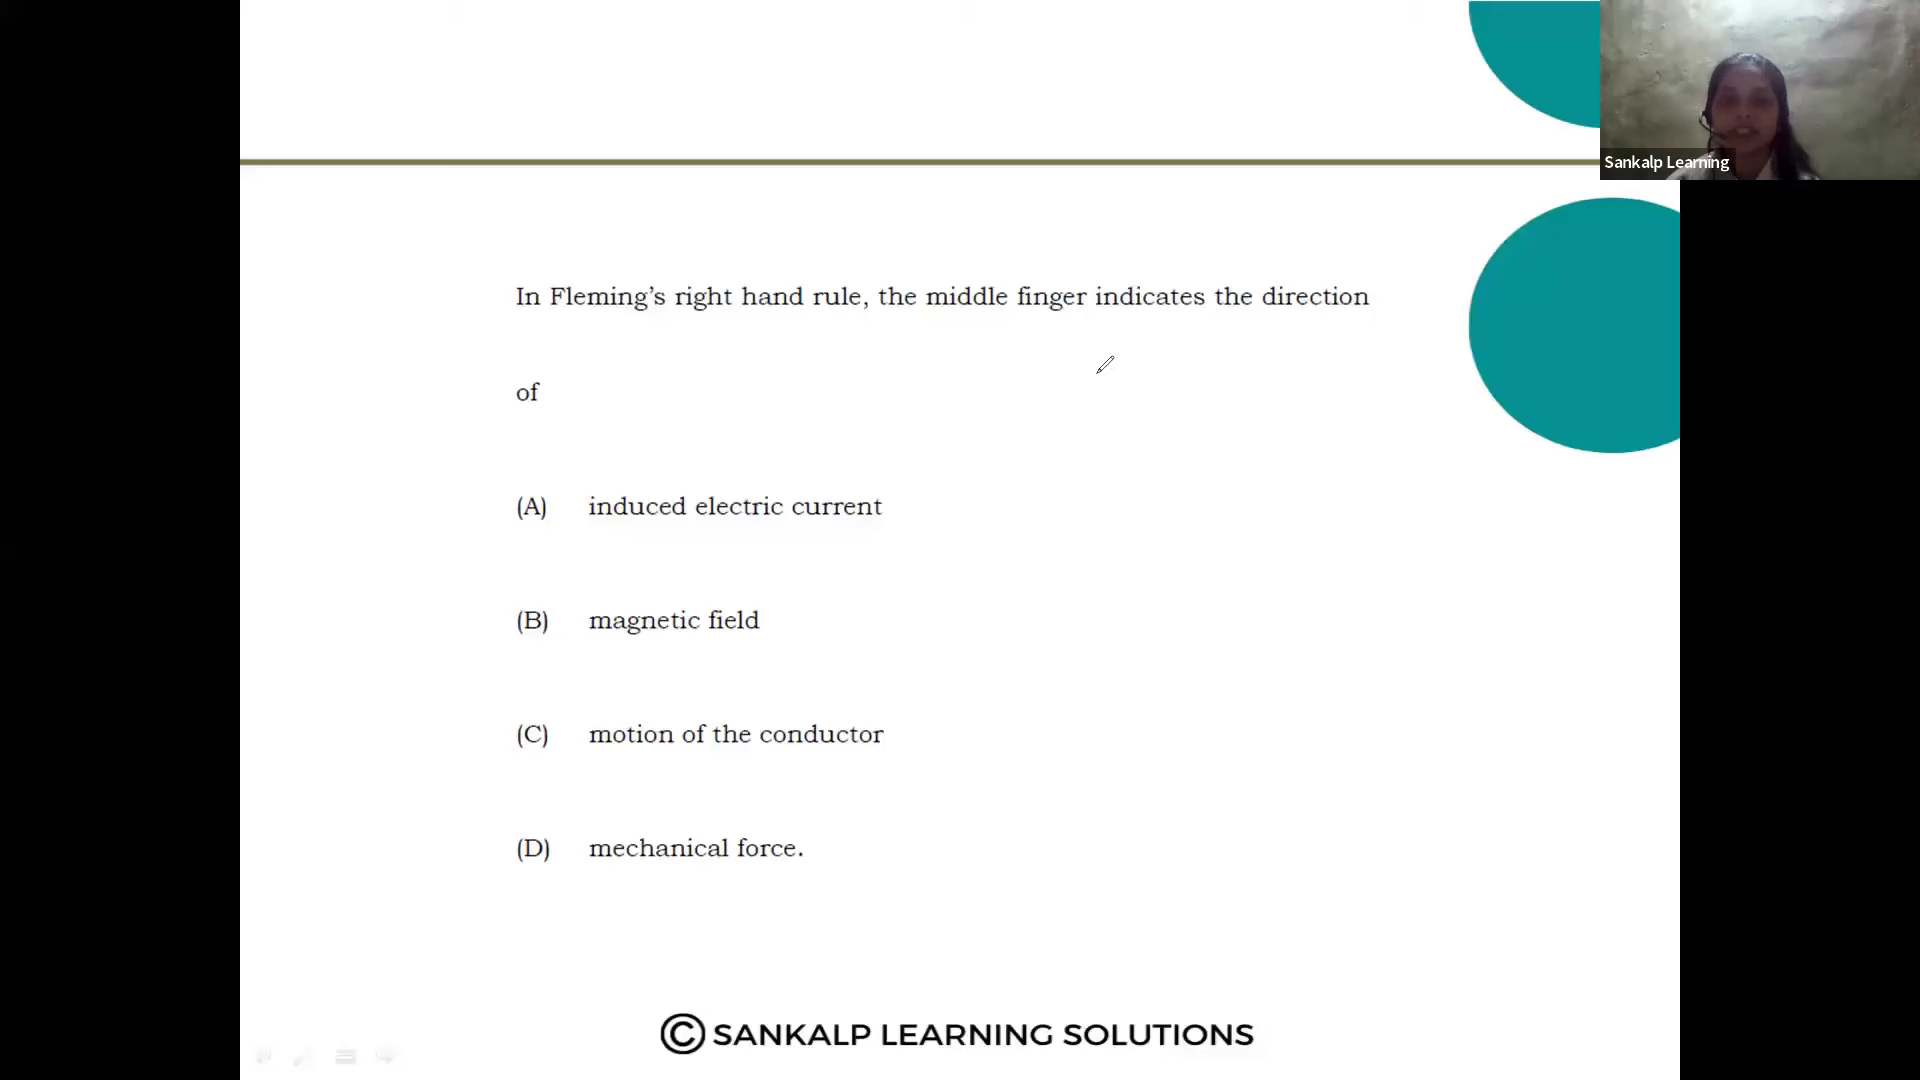 Sankalp Learning
In Fleming’s right hand rule, the middle finger indicates the direction
of
(A) induced electric current
(B) magnetic field
(C) motion of the conductor
(D) mechanical force.
© SANKALP LEARNING SOLUTIONS